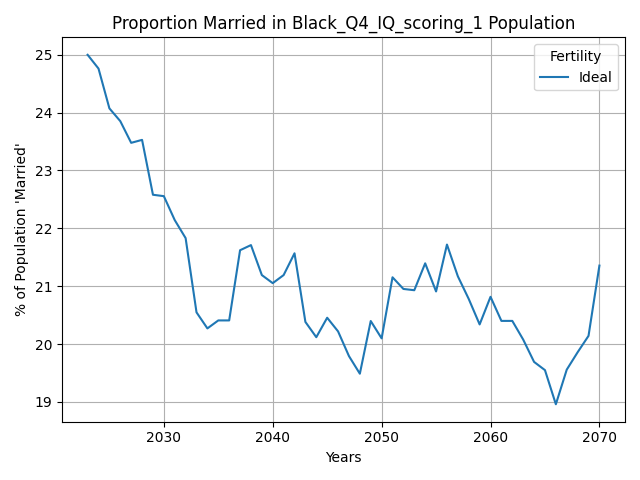 Proportion Married in Black_Q4_IQ_scoring_1 Population
Fertility
Ideal
% of Population 'Married'
25
24
23
22
21
20
19
2030 2040 2050 2060 2070
Years